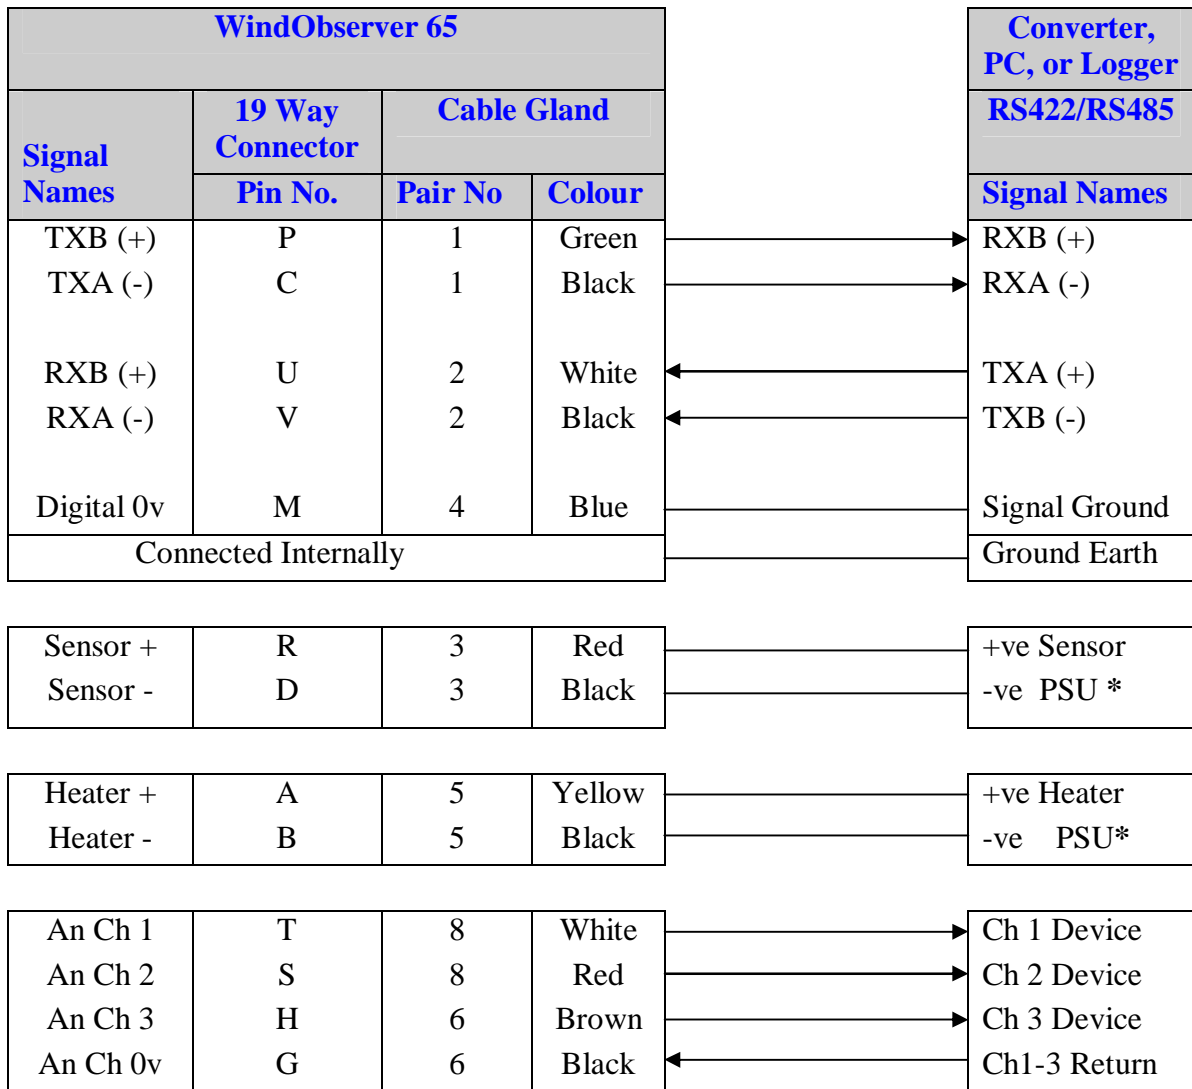 WindObserver 65 Converter,
PC, or Logger
Signal
Names 19 Way
Connector Cable Gland RS422/RS485
Pin No. Pair No Colour Signal Names
TXB (+) P 1 Green RXB (+)
TXA (-) C 1 Black RXA (-)
RXB (+) U 2 White TXA (+)
RXA (-) V 2 Black TXB (-)
Digital 0v M 4 Blue Signal Ground
Connected Internally Ground Earth
Sensor + R 3 Red +ve Sensor
Sensor - D 3 Black -ve PSU *
Heater + A 5 Yellow +ve Heater
Heater - B 5 Black -ve PSU*
An Ch 1 T 8 White Ch 1 Device
An Ch 2 S 8 Red Ch 2 Device
An Ch 3 H 6 Brown Ch 3 Device
An Ch 0v G 6 Black Ch1-3 Return